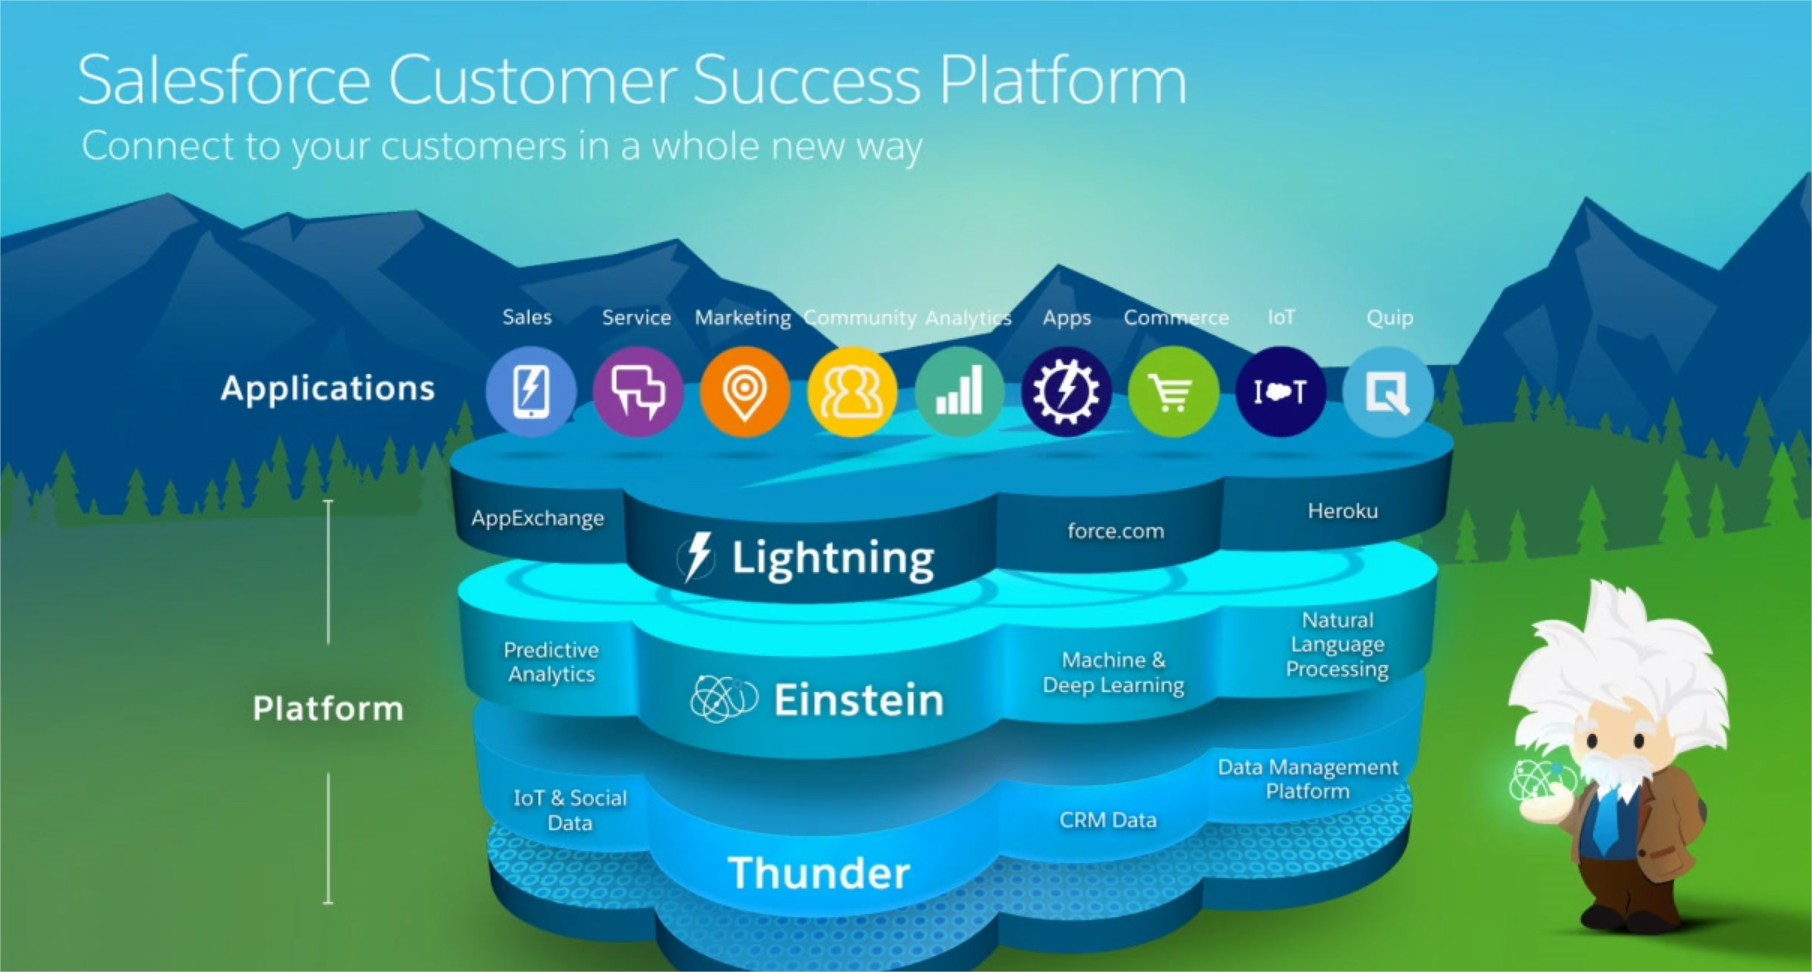 Salesforce Customer Success Platform
Connect to your customers in a whole new way
Sales Service Marketing Community Analytics Apps Commerce IoT Quip
Applications
I T
AppExchange
Lightning
force.com
Heroku
Platform
Predictive
Analytics
Einstein
Machine &
Deep Learning
Natural
Language
Processing
IoT & Social
Data
Thunder
CRM Data
Data Management
Platform